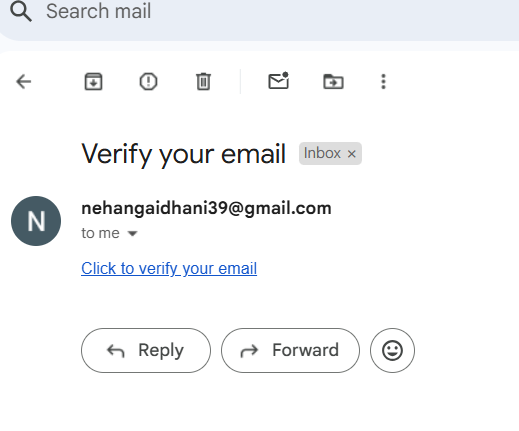 Search mail
Verify your email Inbox ×
N
nehangaidhani39@gmail.com
to me
Click to verify your email
Reply Forward